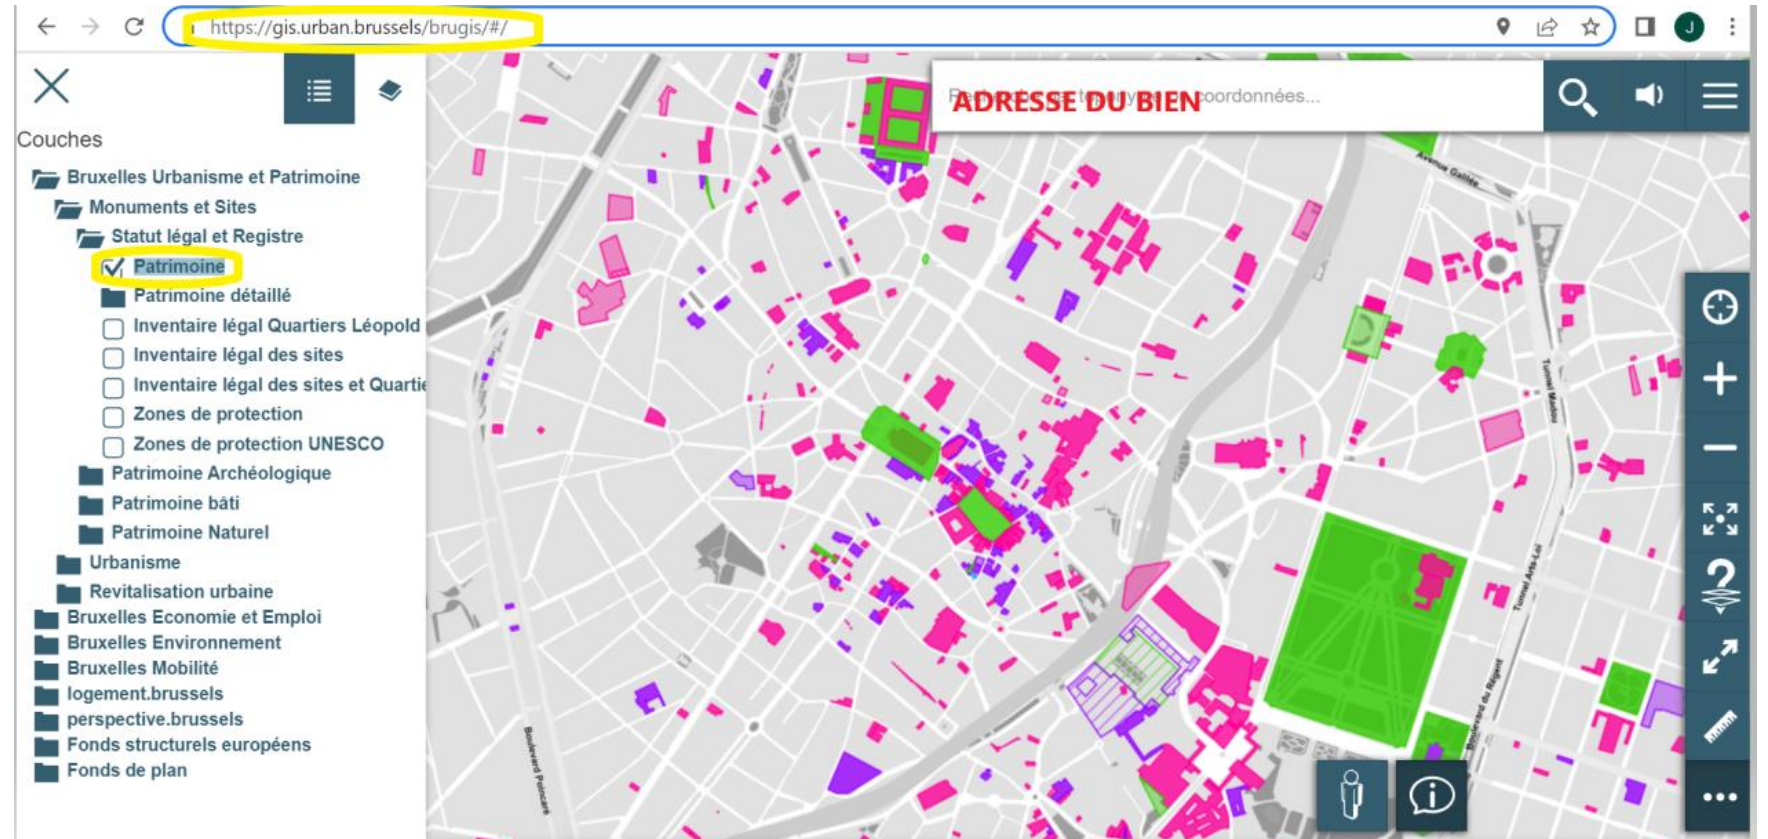 https://gis.urban.brussels/brugis/#/
J
ADRESSE DU BIEN
coordonnées...
Couches
Bruxelles Urbanisme et Patrimoine
Monuments et Sites
Statut légal et Registre
Patrimoine
Patrimoine détaillé
Inventaire légal Quartiers Léopold
Inventaire légal des sites
Inventaire légal des sites et Quartie
Zones de protection
Zones de protection UNESCO
Patrimoine Archéologique
Patrimoine bâti
Patrimoine Naturel
Urbanisme
Revitalisation urbaine
Bruxelles Economie et Emploi
Bruxelles Environnement
Bruxelles Mobilité
logement.brussels
perspective.brussels
Fonds structurels européens
Fonds de plan
Avenue Galilée
Tunnel Madou
Tunnel Arts-Loi
Boulevard du Régent
Boulevard Poincaré